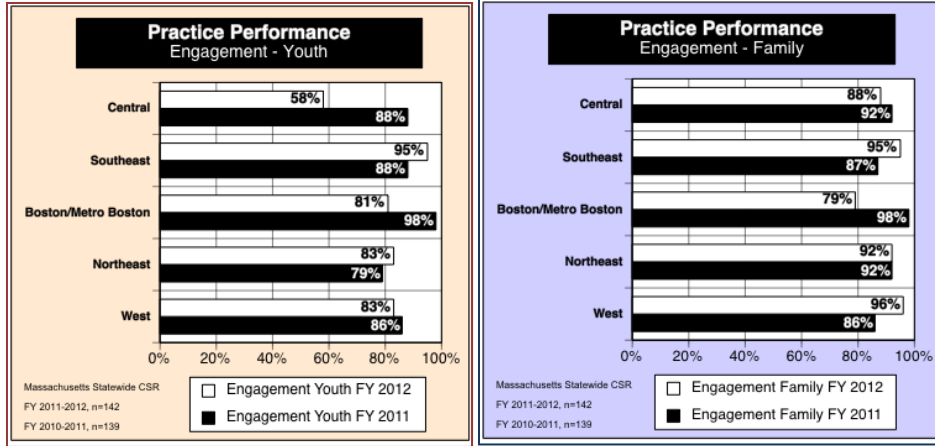 Practice Performance
Engagement - Youth
Central
58%
88%
Southeast
95%
88%
Boston/Metro Boston
81%
98%
Northeast
83%
79%
West
83%
86%
0% 20% 40% 60% 80% 100%
Massachusetts Statewide CSR
FY 2011-2012, n=142
FY 2010-2011, n=139
Engagement Youth FY 2012
Engagement Youth FY 2011
Practice Performance
Engagement - Family
Central
88%
92%
Southeast
95%
87%
Boston/Metro Boston
79%
98%
Northeast
92%
92%
West
96%
86%
0% 20% 40% 60% 80% 100%
Massachusetts Statewide CSR
FY 2011-2012, n=142
FY 2010-2011, n=139
Engagement Family FY 2012
Engagement Family FY 2011